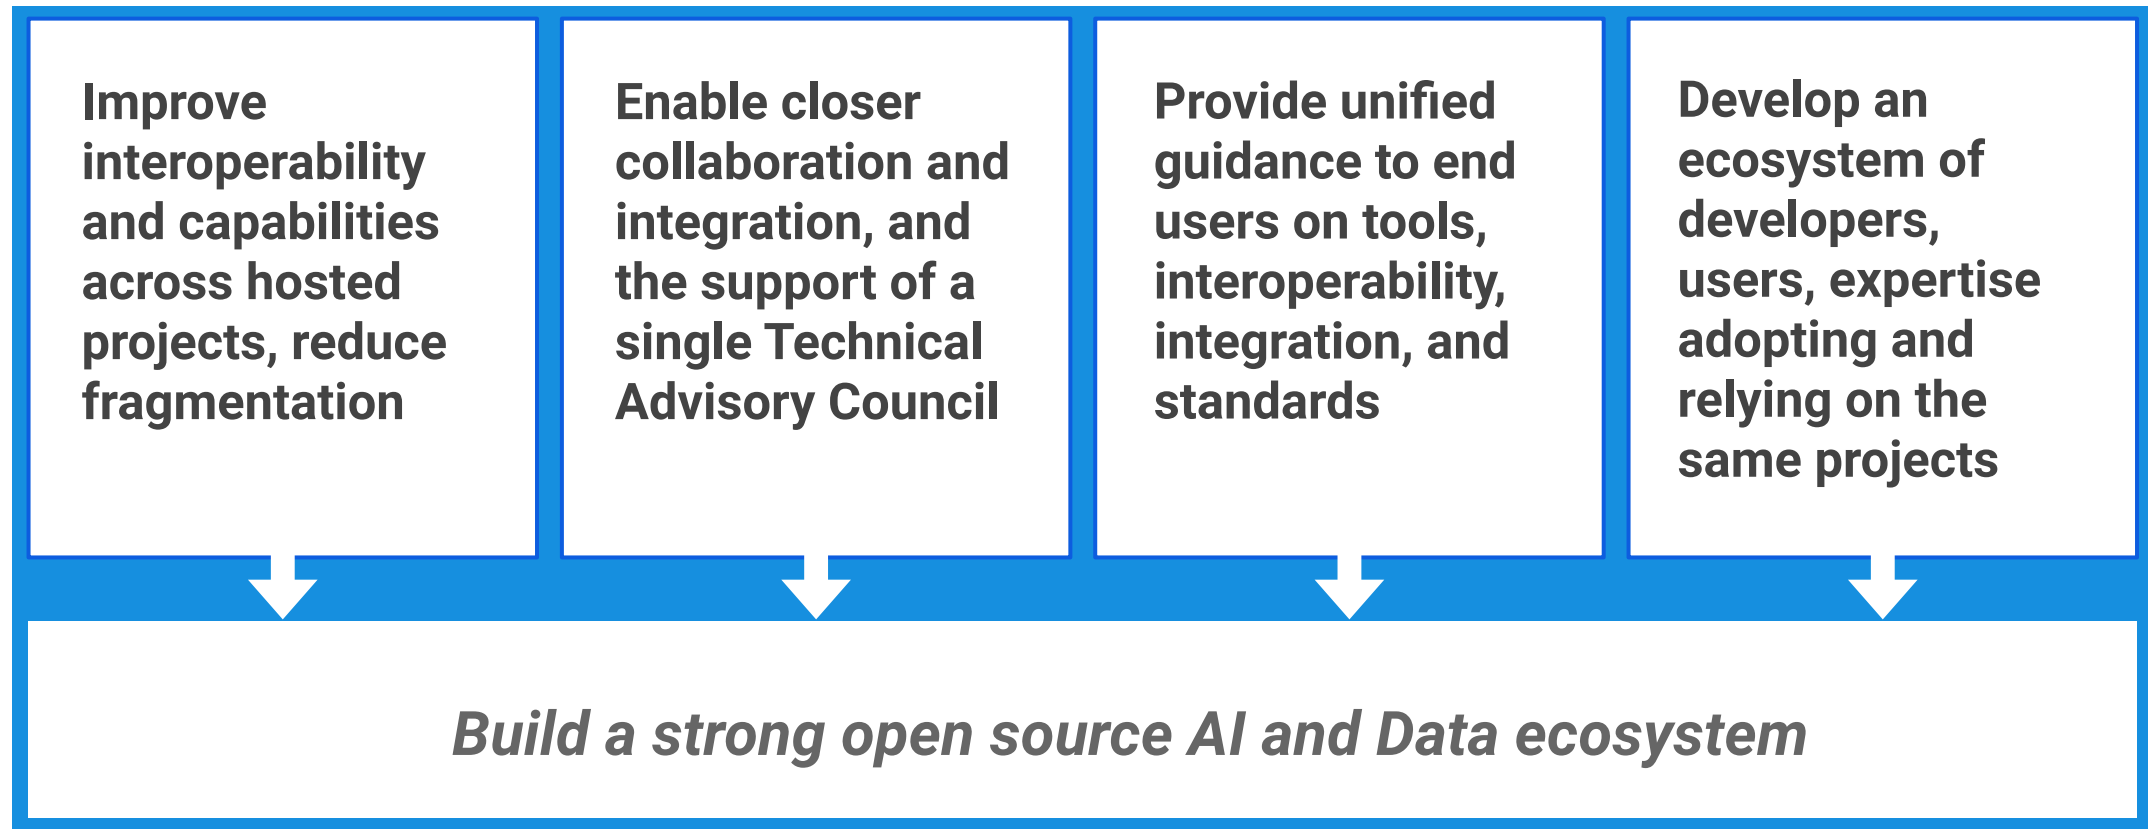 Improve
interoperability
and capabilities
across hosted
projects, reduce
fragmentation
Enable closer
collaboration and
integration, and
the support of a
single Technical
Advisory Council
Provide unified
guidance to end
users on tools,
interoperability,
integration, and
standards
Develop an
ecosystem of
developers,
users, expertise
adopting and
relying on the
same projects
Build a strong open source AI and Data ecosystem